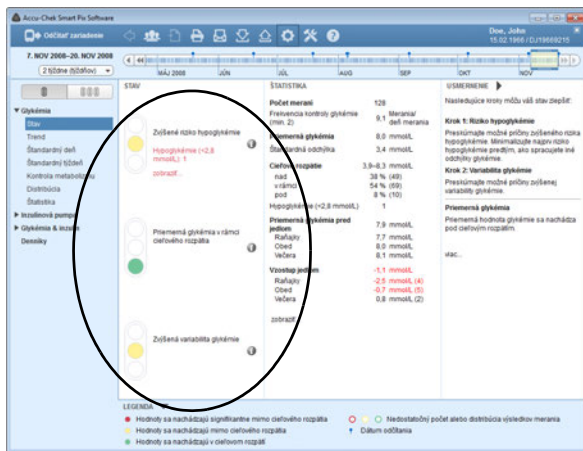 Accu-Chek Smart Pix Software
Odčítať zariadenie
Doe, John
15.02.1966 / DJ19660215
7. NOV 2008–20. NOV 2008
2 týždne (týždňov)
MÁJ 2008 JÚN JÚL AUG SEP OKT NOV
Glykémia
Stav
Trend
Štandardný deň
Štandardný týždeň
Kontrola metabolizmu
Distribúcia
Štatistika
Inzulínová pumpa
Glykémia & inzulín
Denníky
STAV
Zvýšené riziko hypoglykémie
Hypoglykémie (<2,8
mmol/L): 1
zobraziť...
Priemerná glykémia v rámci
cieľového rozpätia
Zvýšená variabilita glykémie
ŠTATISTIKA
Počet meraní 128
Frekvencia kontroly glykémie
(min. 2) 9,1 Merania/
deň merania
Priemerná glykémia 8,0 mmol/L
Štandardná odchýlka 3,4 mmol/L
Cieľové rozpätie 3,9–8,3 mmol/L
nad 38 % (49)
v rámci 54 % (69)
pod 8 % (10)
Hypoglykémie (<2,8 mmol/L) 1
Priemerná glykémia pred
jedlom 7,9 mmol/L
Raňajky 7,7 mmol/L
Obed 8,0 mmol/L
Večera 8,1 mmol/L
Vzostup jedlom -1,1 mmol/L
Raňajky -2,5 mmol/L (4)
Obed -0,7 mmol/L (5)
Večera 0,8 mmol/L (2)
zobraziť...
USMERNENIE
Nasledujúce kroky môžu váš stav zlepšiť:
Krok 1: Riziko hypoglykémie
Preskúmajte možné príčiny zvýšeného rizika
hypoglykémie. Minimalizujte najprv riziko
hypoglykémie predtým, ako spracujete iné
odchýlky glykémie.
Krok 2: Variabilita glykémie
Preskúmajte možné príčiny zvýšenej
variability glykémie.
Priemerná glykémia
Priemerná hodnota glykémie sa nachádza
pod cieľovým rozpätím.
viac...
LEGENDA
Hodnoty sa nachádzajú signifikantne mimo cieľového rozpätia
Hodnoty sa nachádzajú mimo cieľového rozpätia
Hodnoty sa nachádzajú v cieľovom rozpätí
Nedostatočný počet alebo distribúcia výsledkov merania
Dátum odčítania